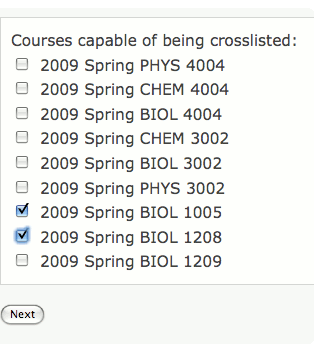 Courses capable of being crosslisted:
2009 Spring PHYS 4004
2009 Spring CHEM 4004
2009 Spring BIOL 4004
2009 Spring CHEM 3002
2009 Spring BIOL 3002
2009 Spring PHYS 3002
2009 Spring BIOL 1005
2009 Spring BIOL 1208
2009 Spring BIOL 1209
Next